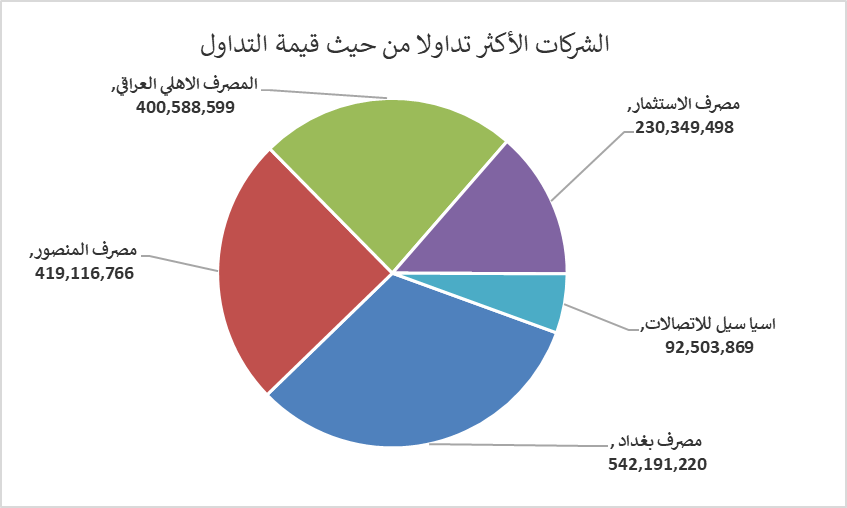 الشركات الأكثر تداولا من حيث قيمة التداول
المصرف الاهلي العراقي,
400,588,599
مصرف الاستثمار,
230,349,498
مصرف المنصور,
419,116,766
اسيا سيل للاتصالات,
92,503,869
مصرف بغداد ,
542,191,220